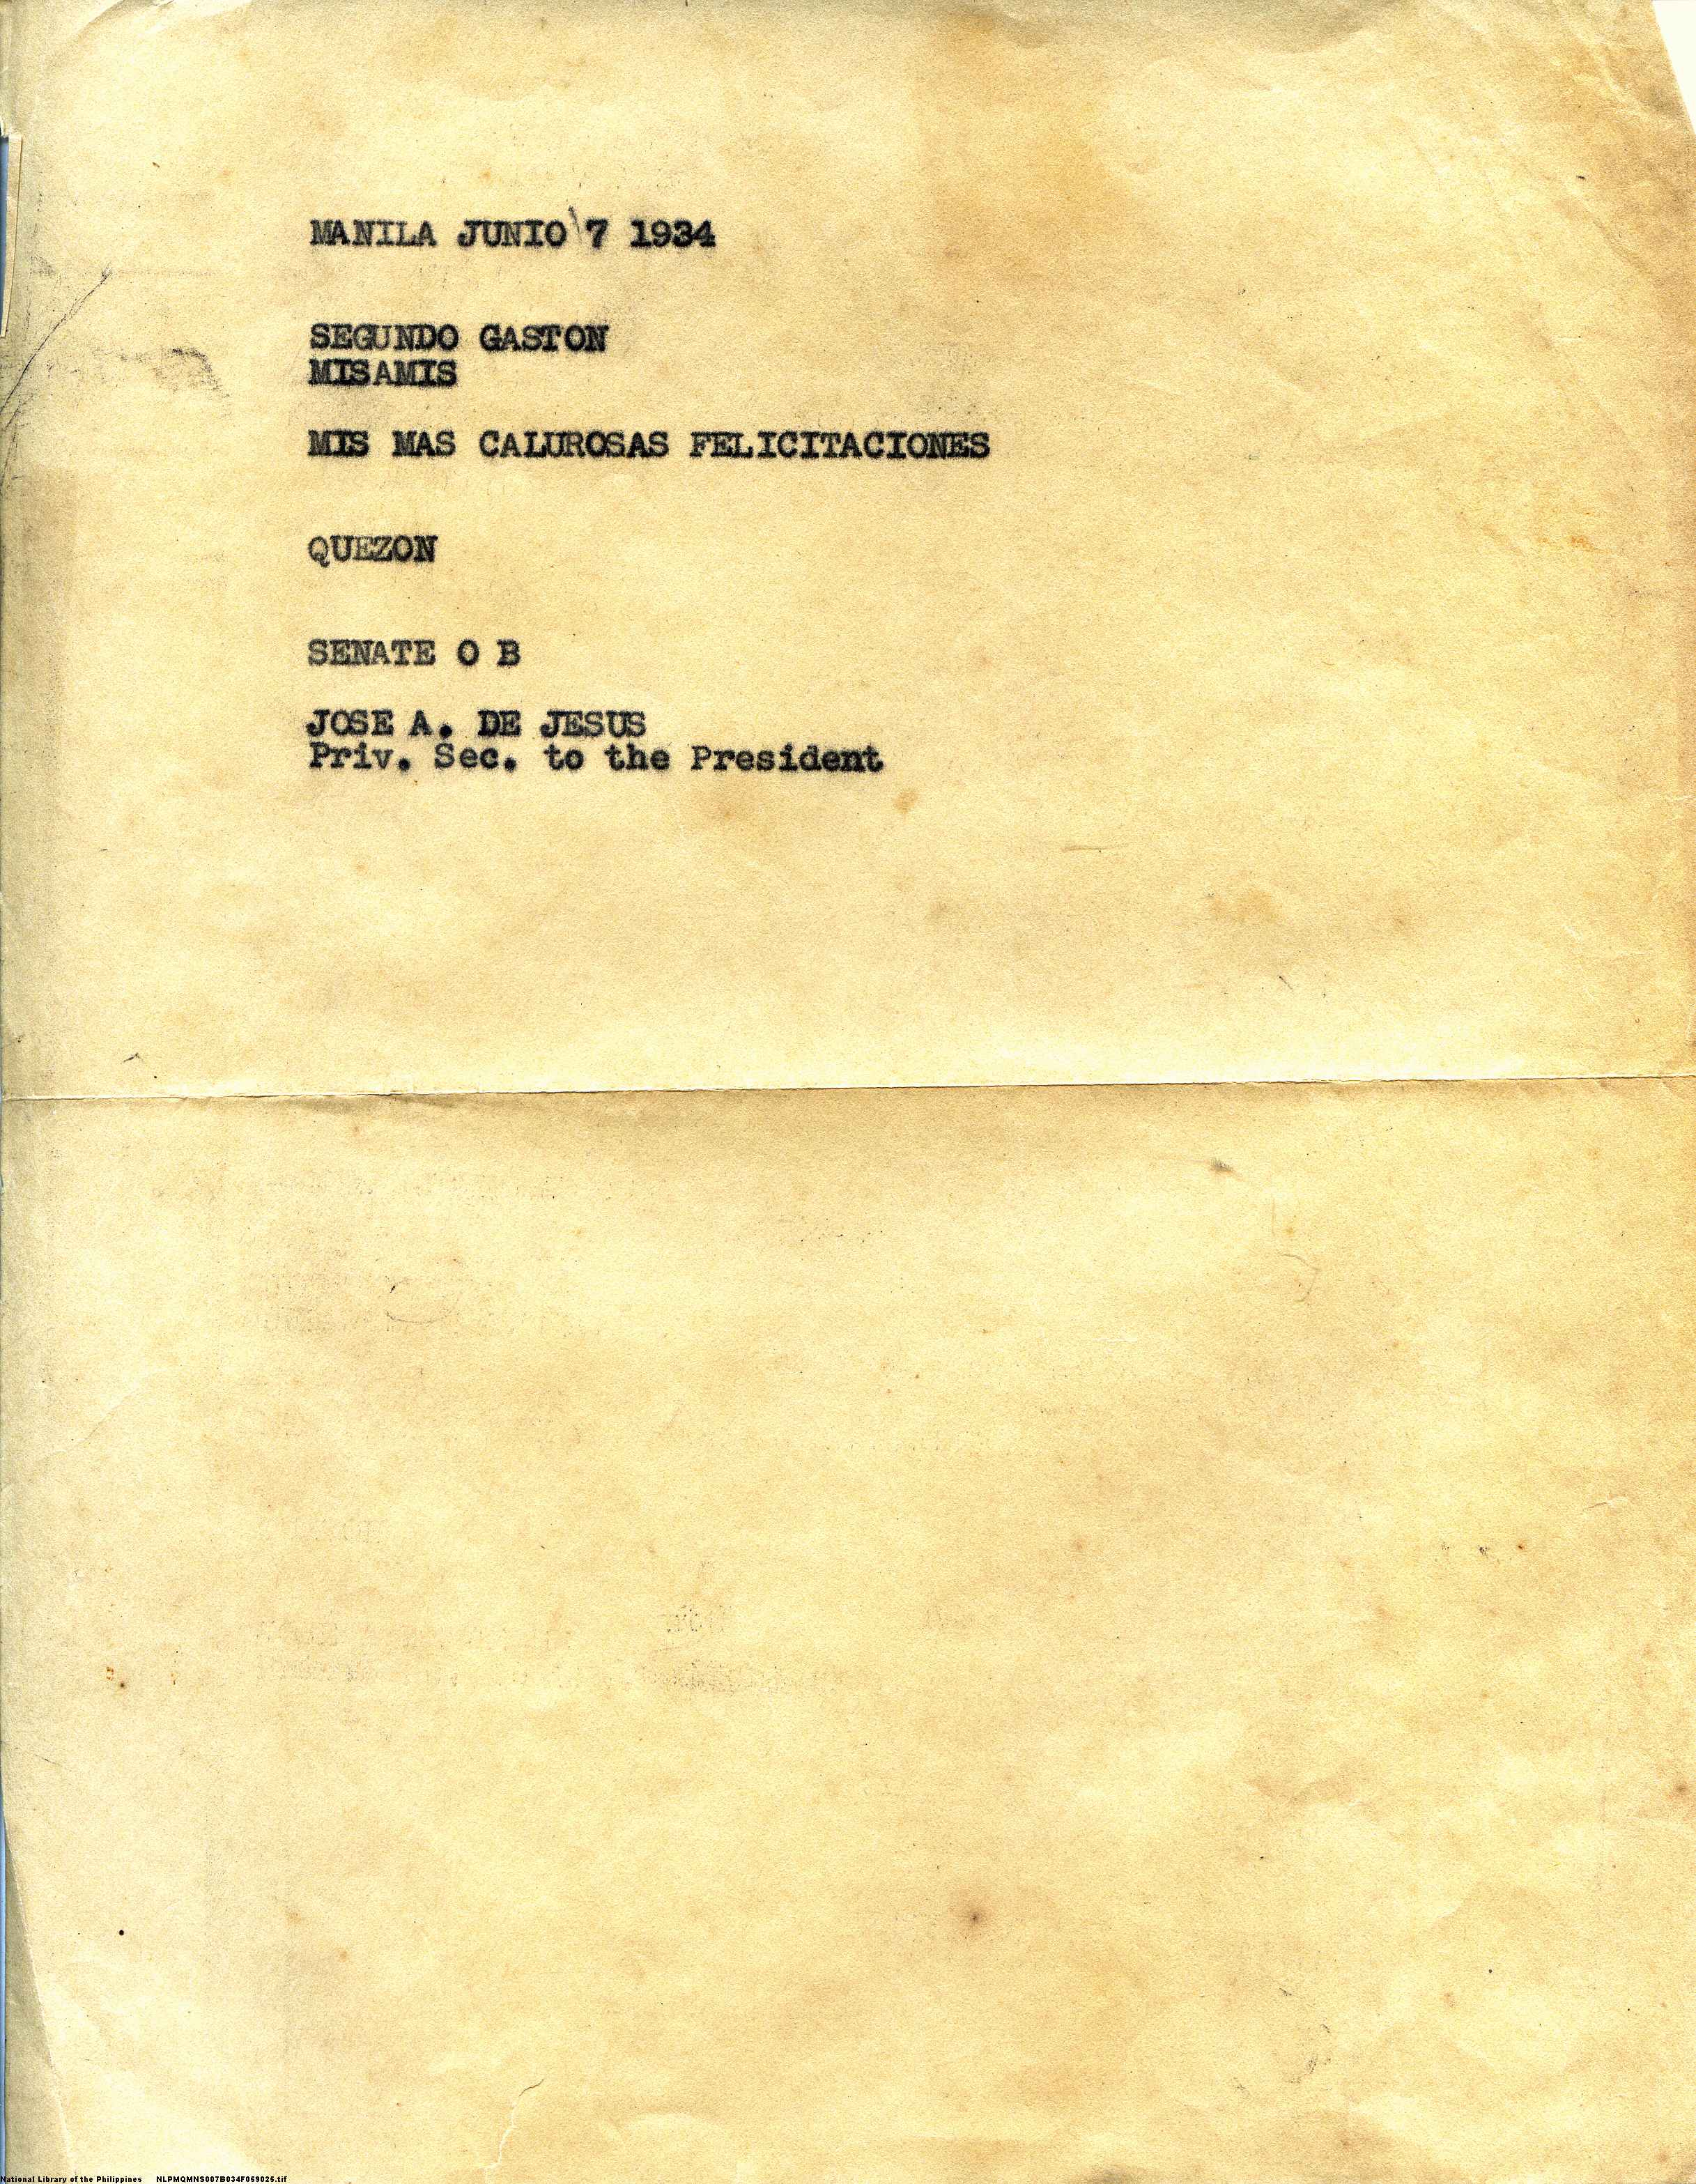 MANILA JUNIO 7 1934
SEGUNDO GASTON
MISAMIS
MIS MAS CALUROSAS FELICITACIONES
QUEZON
SENATE O B
JOSE A. DE JESUS
Priv. Sec. to the President
National Library of the Philippines NLPMQMNS007B034F059025.tif